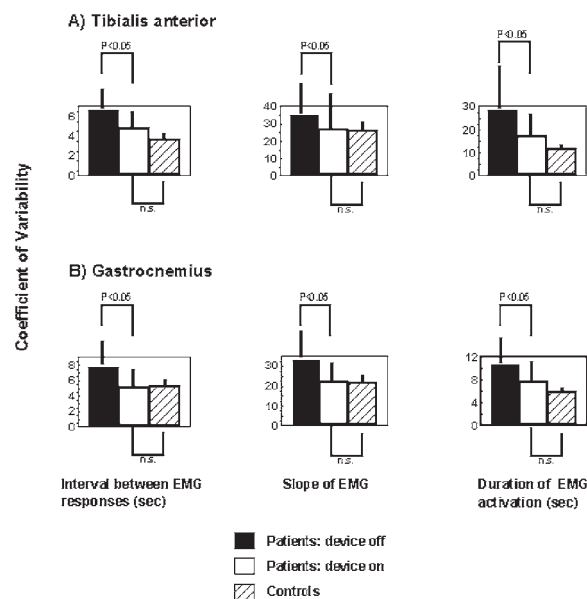 A) Tibialis anterior
P<0.05
P<0.05
P<0.05
6
4
2
0
n.s.
40
30
20
10
0
n.s.
30
20
10
0
n.s.
Coefficient of Variability
B) Gastrocnemius
P<0.05
P<0.05
P<0.05
8
6
4
2
0
n.s.
30
20
10
0
n.s.
12
8
4
0
n.s.
Interval between EMG
responses (sec)
Slope of EMG
Duration of EMG
activation (sec)
Patients: device off
Patients: device on
Controls